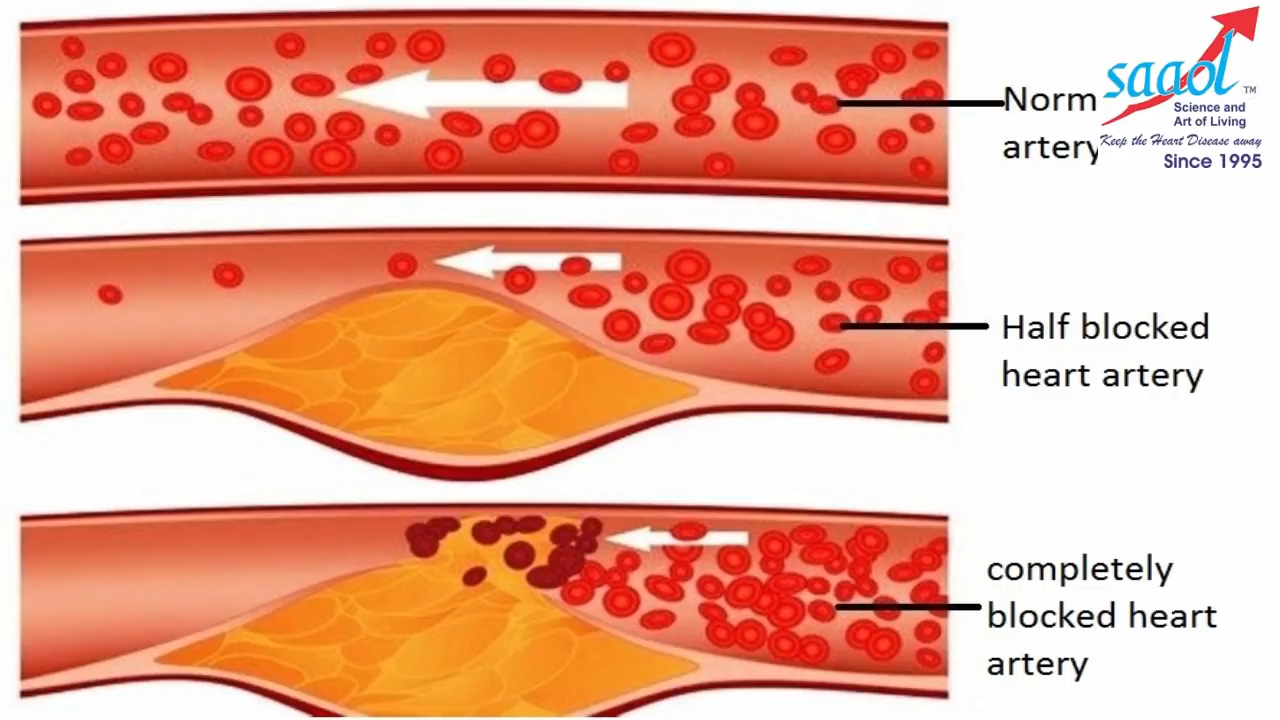 Norm
artery
saaol TM
Science and
Art of Living
Keep the Heart Disease away
Since 1995
Half blocked
heart artery
completely
blocked heart
artery